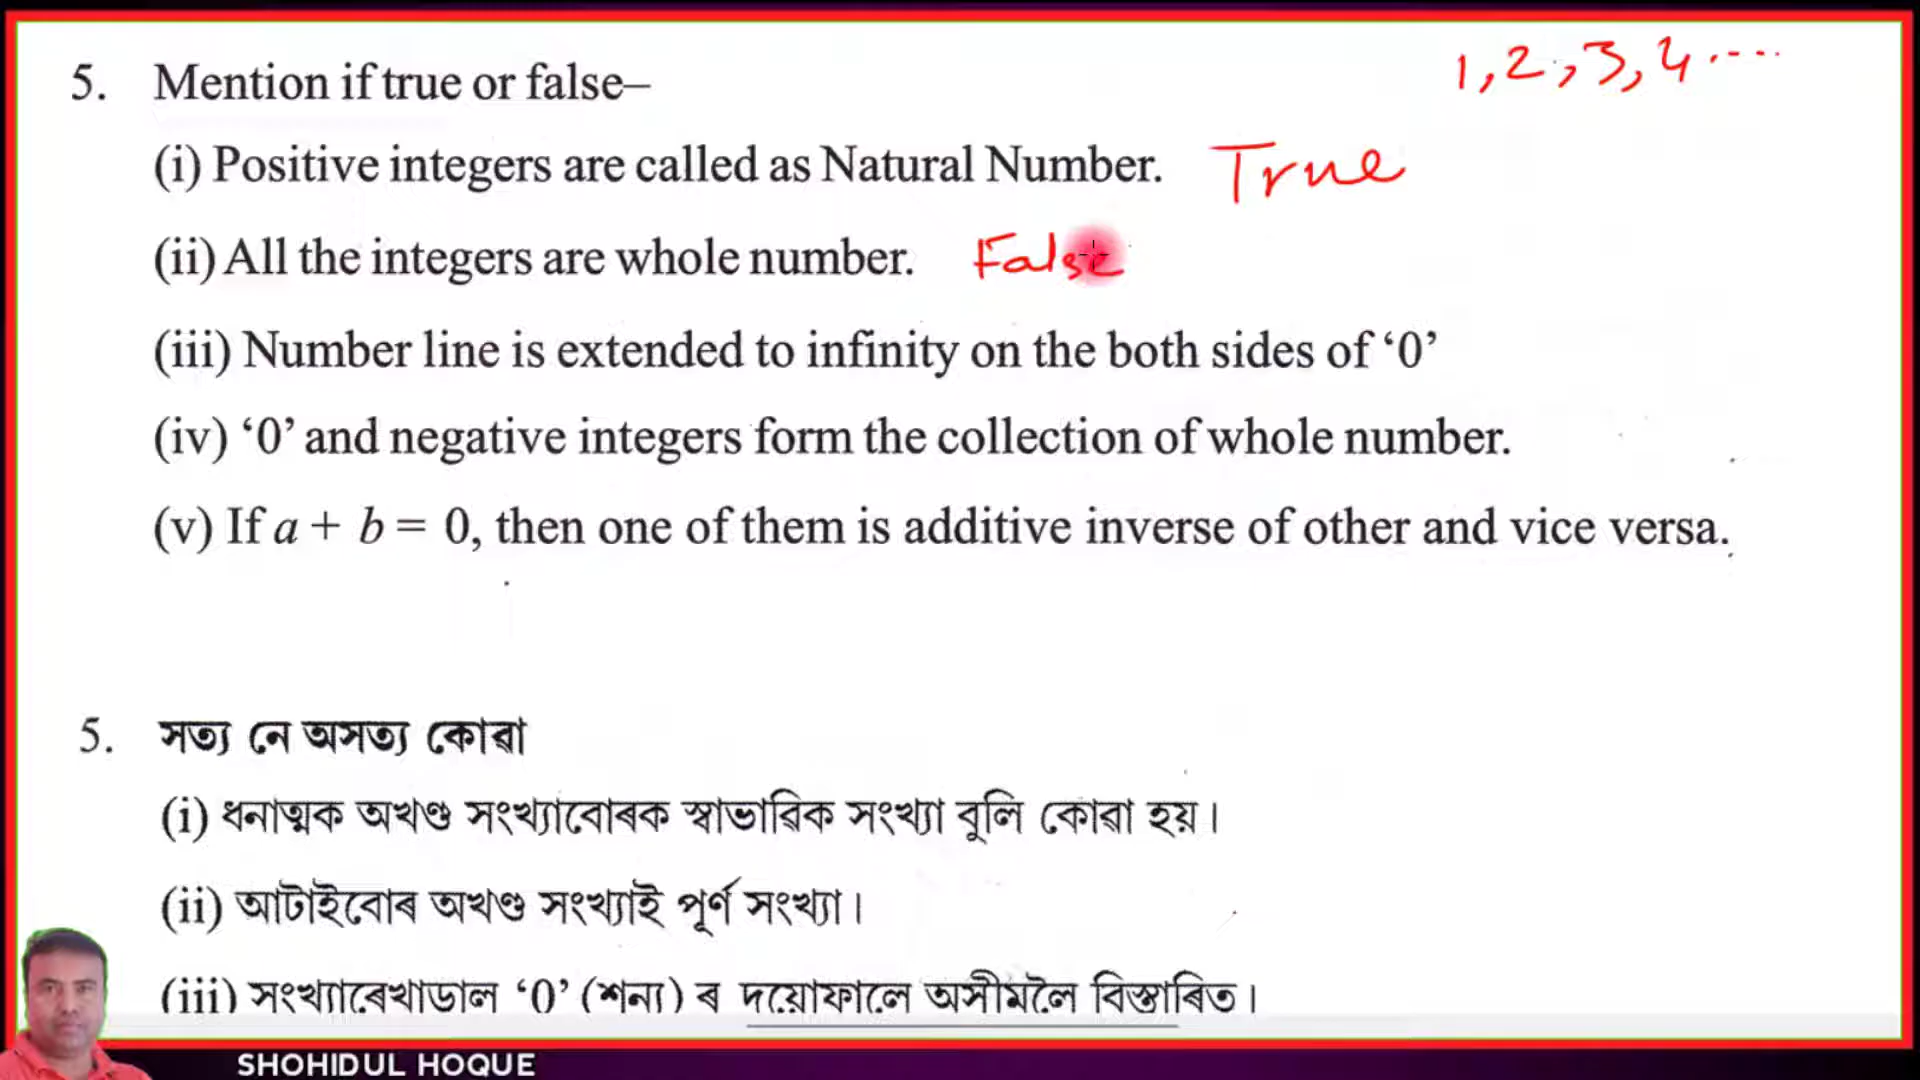 1, 2, 3, 4 .....
5. Mention if true or false–
(i) Positive integers are called as Natural Number. True
(ii) All the integers are whole number. False
(iii) Number line is extended to infinity on the both sides of ‘0’
(iv) ‘0’ and negative integers form the collection of whole number.
(v) If a + b = 0, then one of them is additive inverse of other and vice versa.
5. সত্য নে অসত্য কোৱা
(i) ধনাত্মক অখণ্ড সংখ্যাবোৰক স্বাভাৱিক সংখ্যা বুলি কোৱা হয়।
(ii) আটাইবোৰ অখণ্ড সংখ্যাই পূৰ্ণ সংখ্যা।
(iii) সংখ্যাৰেখাডাল ‘0’ (শূন্য) ৰ দুয়োফালে অসীমলৈ বিস্তাৰিত।
SHOHIDUL HOQUE